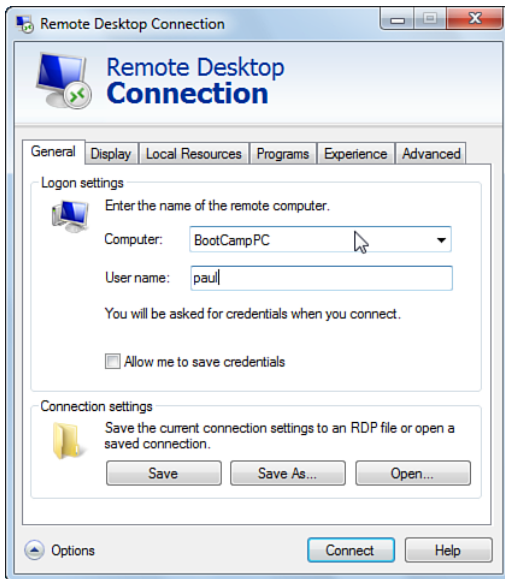 Remote Desktop Connection
Remote Desktop
Connection
General Display Local Resources Programs Experience Advanced
Logon settings
Enter the name of the remote computer.
Computer: BootCampPC
User name: paul
You will be asked for credentials when you connect.
Allow me to save credentials
Connection settings
Save the current connection settings to an RDP file or open a
saved connection.
Save Save As... Open...
Options Connect Help